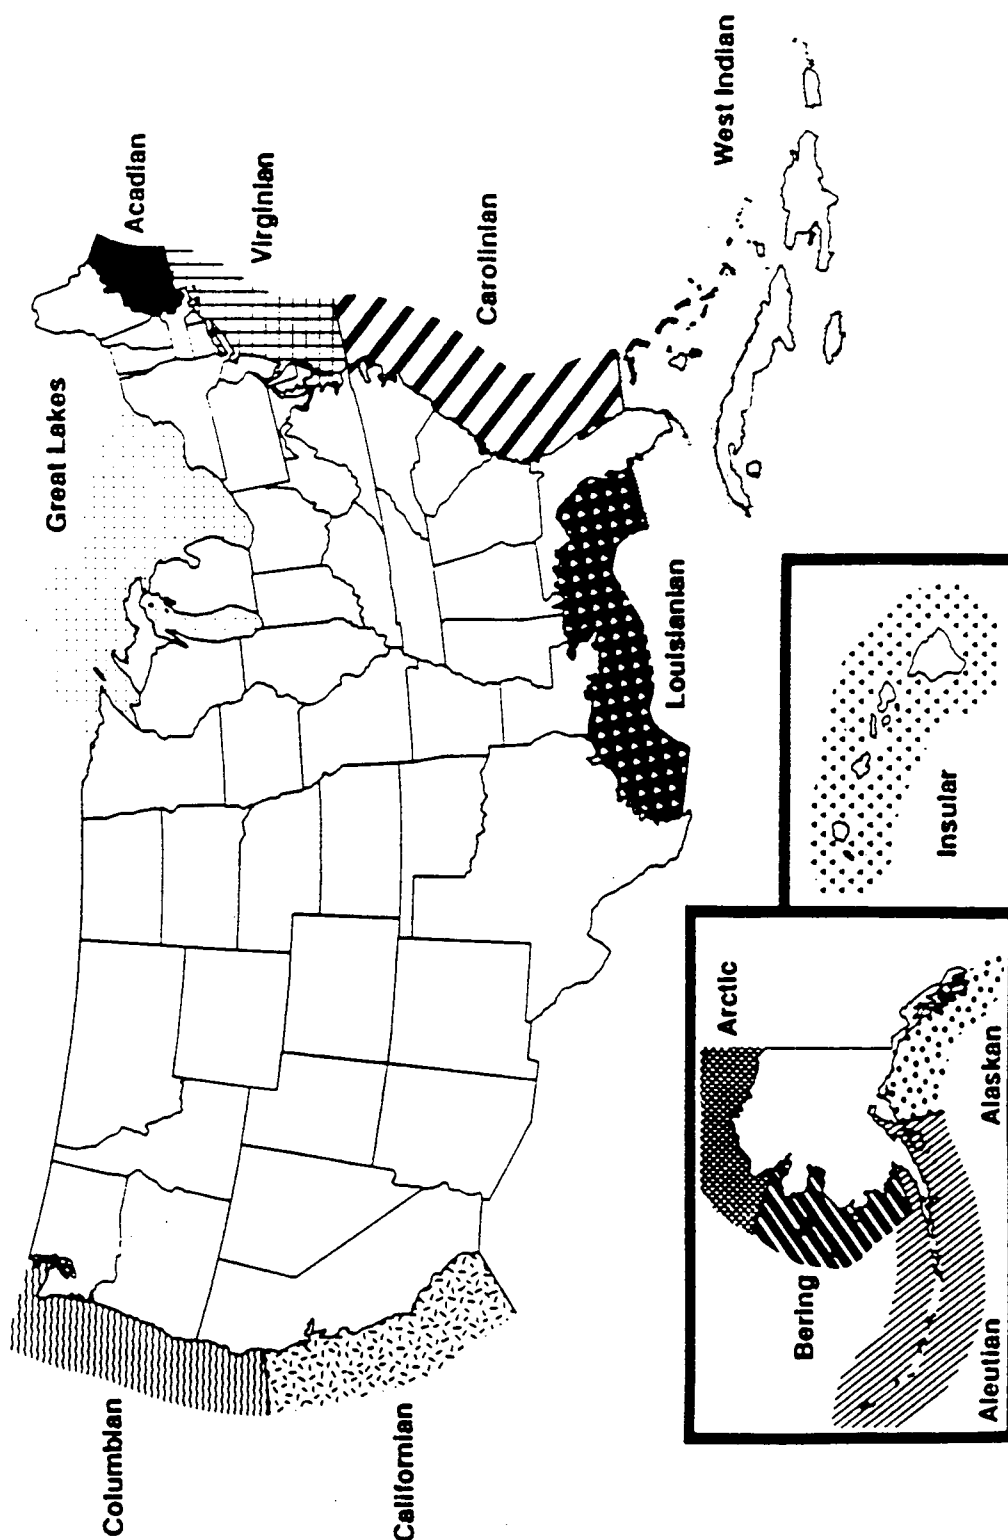 Columbian
Californian
Great Lakes
Acadian
Virginian
Carolinian
Louisianian
West Indian
Arctic
Bering
Aleutian
Alaskan
Insular